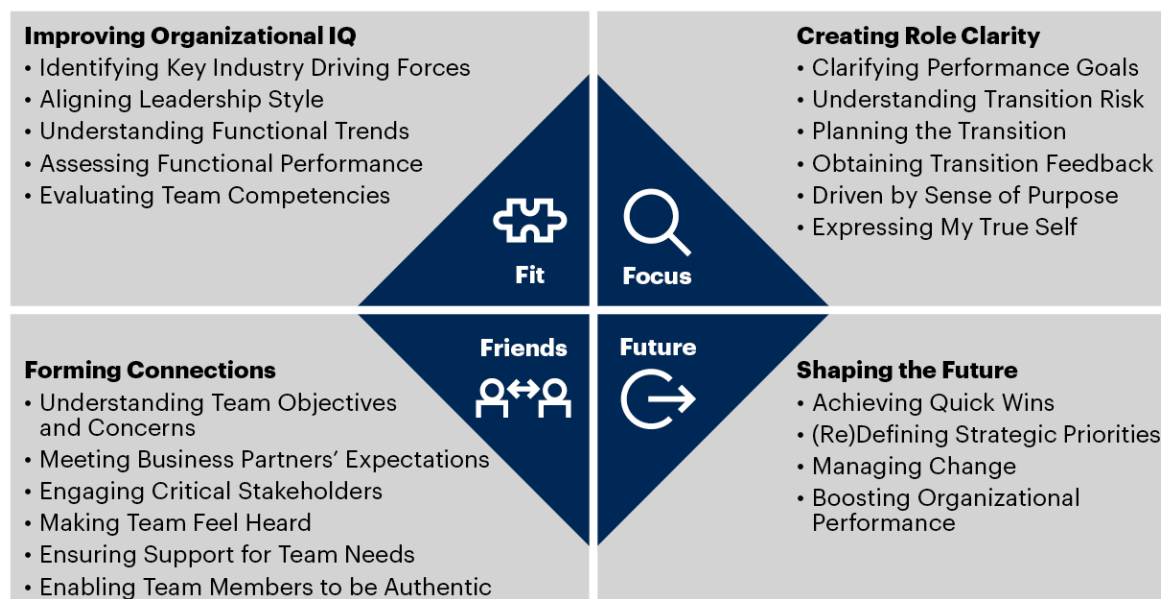 Improving Organizational IQ
• Identifying Key Industry Driving Forces
• Aligning Leadership Style
• Understanding Functional Trends
• Assessing Functional Performance
• Evaluating Team Competencies
Fit
Creating Role Clarity
• Clarifying Performance Goals
• Understanding Transition Risk
• Planning the Transition
• Obtaining Transition Feedback
• Driven by Sense of Purpose
• Expressing My True Self
Focus
Friends
Forming Connections
• Understanding Team Objectives
and Concerns
• Meeting Business Partners’ Expectations
• Engaging Critical Stakeholders
• Making Team Feel Heard
• Ensuring Support for Team Needs
• Enabling Team Members to be Authentic
Future
Shaping the Future
• Achieving Quick Wins
• (Re)Defining Strategic Priorities
• Managing Change
• Boosting Organizational
Performance